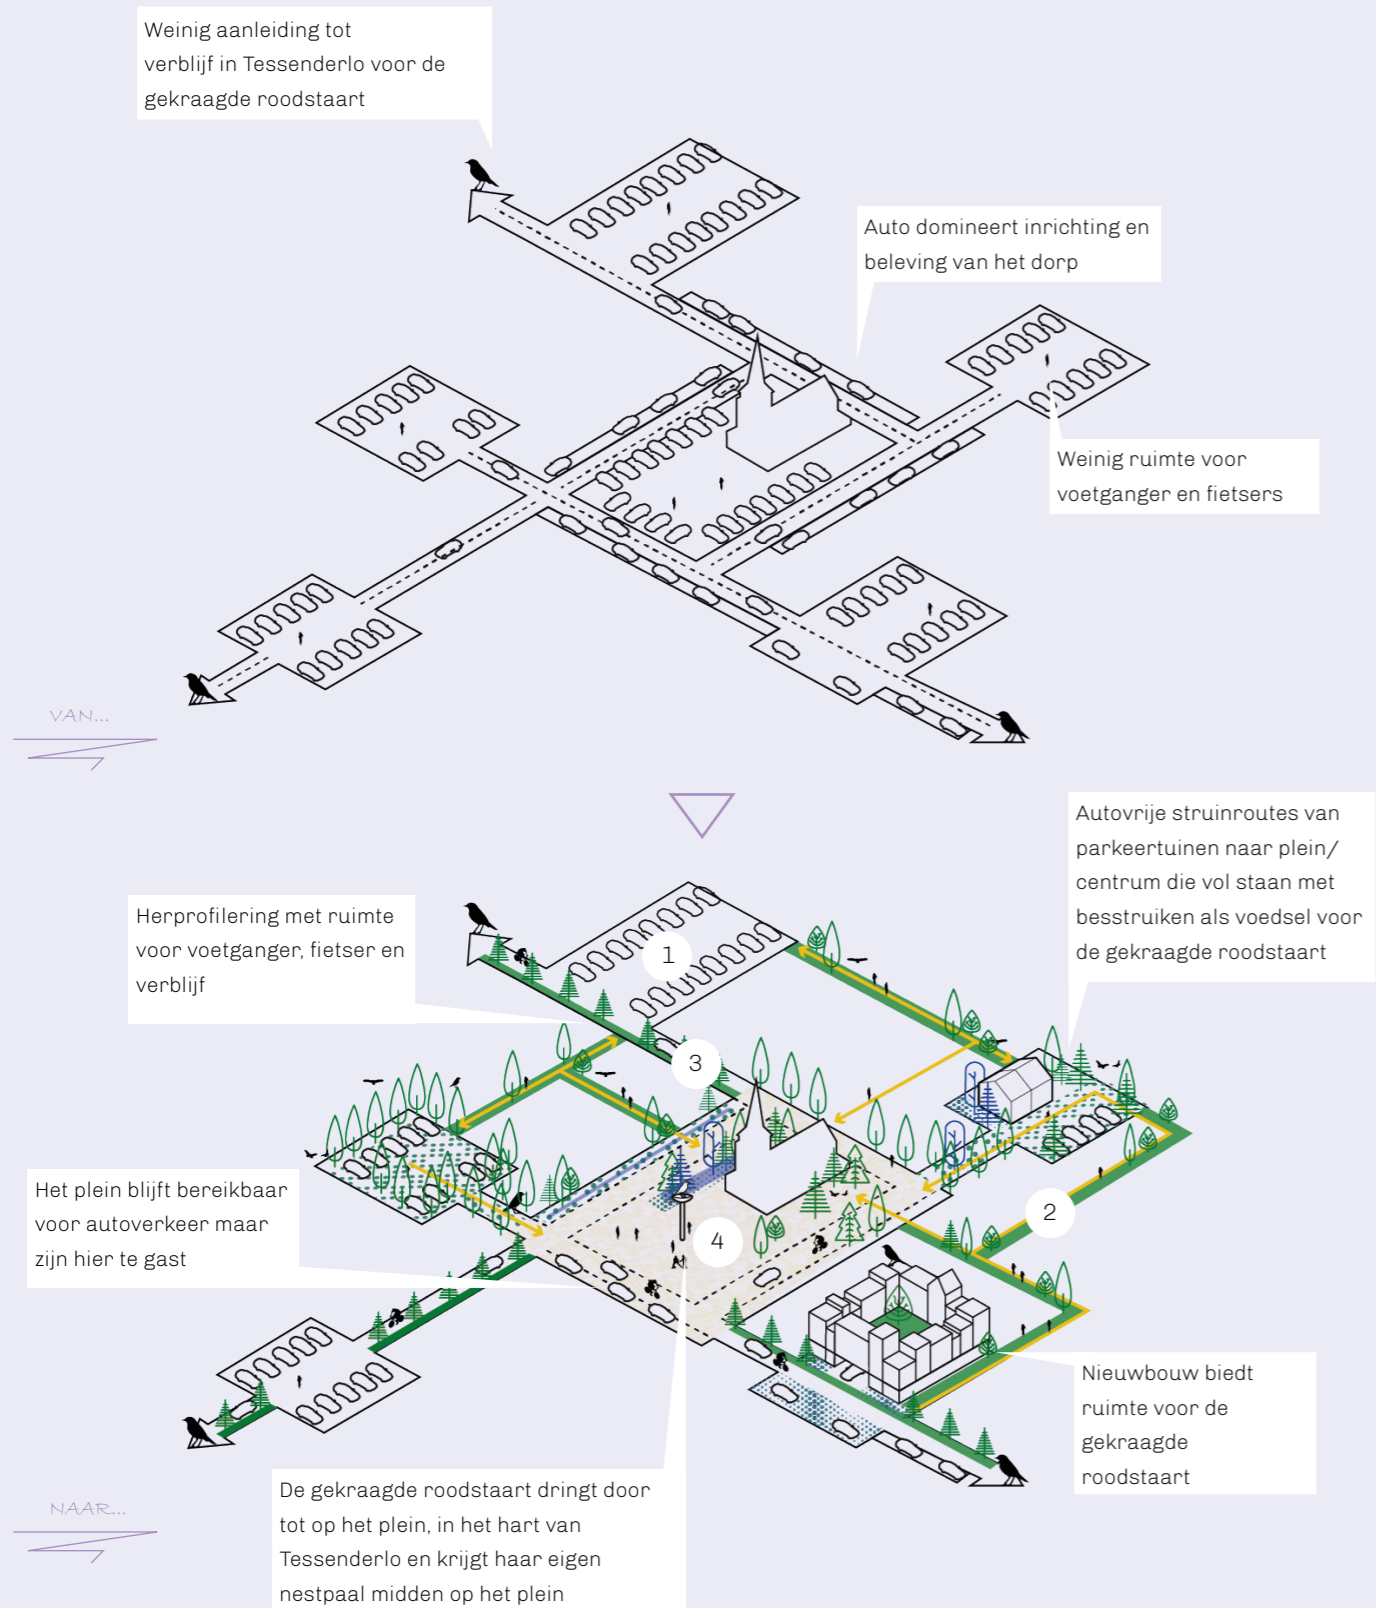 Weinig aanleiding tot
verblijf in Tessenderlo voor de
gekraagde roodstaart
Auto domineert inrichting en
beleving van het dorp
Weinig ruimte voor
voetganger en fietsers
VAN...
Autovrije struinroutes van
parkeertuinen naar plein/
centrum die vol staan met
besstruiken als voedsel voor
de gekraagde roodstaart
Herprofilering met ruimte
voor voetganger, fietser en
verblijf
1
3
Het plein blijft bereikbaar
voor autoverkeer maar
zijn hier te gast
2
4
Nieuwbouw biedt
ruimte voor de
gekraagde
roodstaart
De gekraagde roodstaart dringt door
tot op het plein, in het hart van
Tessenderlo en krijgt haar eigen
nestpaal midden op het plein
NAAR...